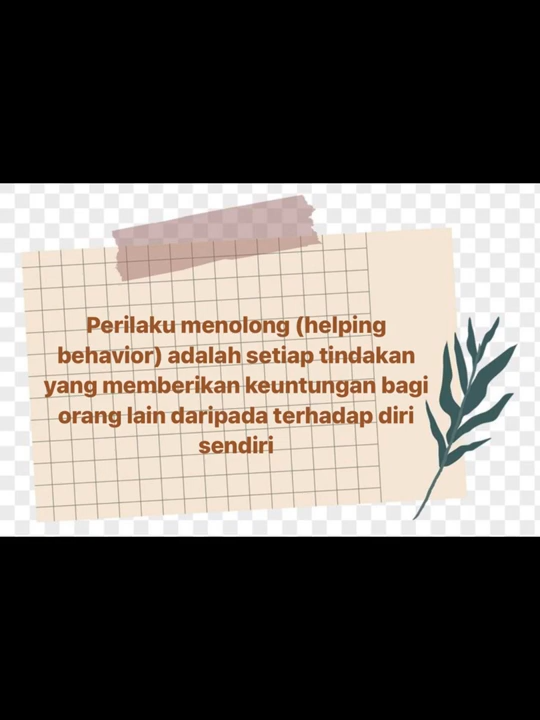 Perilaku menolong (helping
behavior) adalah setiap tindakan
yang memberikan keuntungan bagi
orang lain daripada terhadap diri
sendiri